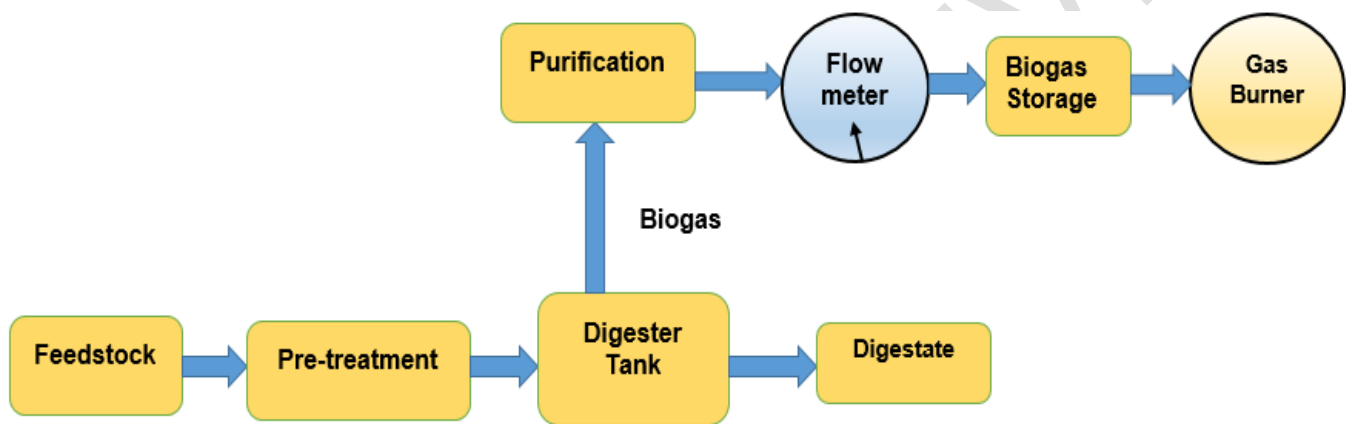 Purification
Flow
meter
Biogas
Storage
Gas
Burner
Biogas
Feedstock
Pre-treatment
Digester
Tank
Digestate